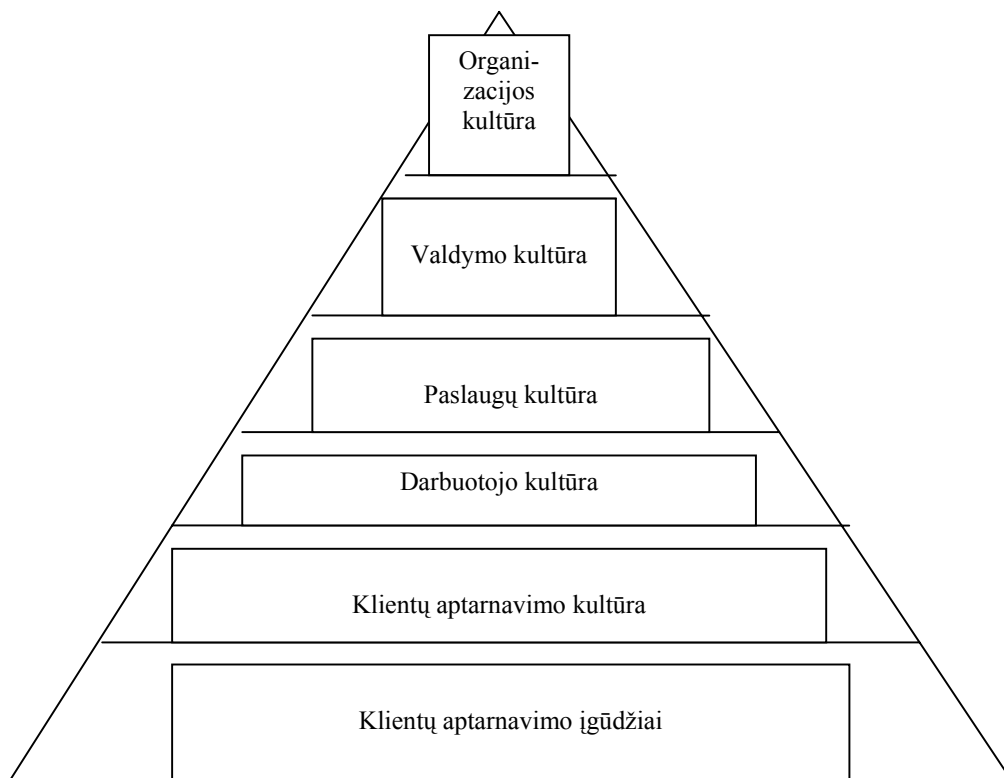 Organi-
zacijos
kultūra
Valdymo kultūra
Paslaugų kultūra
Darbuotojo kultūra
Klientų aptarnavimo kultūra
Klientų aptarnavimo įgūdžiai